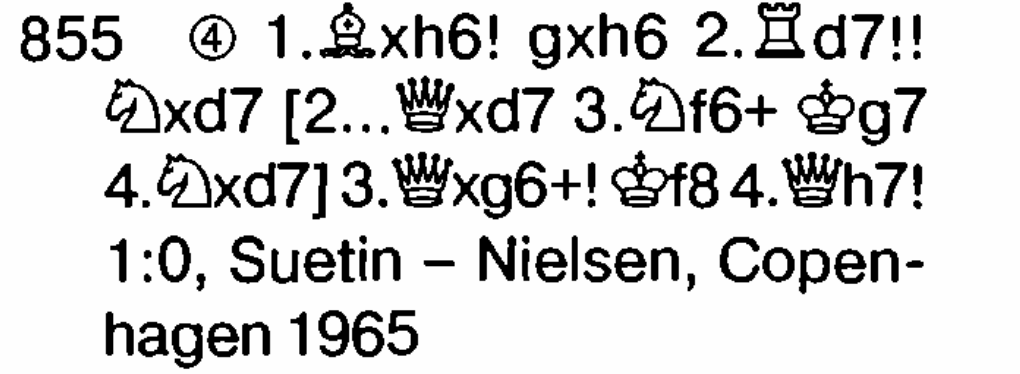 855 ④ 1.♗xh6! gxh6 2.♖d7!!
♘xd7 [2...♕xd7 3.♘f6+ ♔g7
4.♘xd7] 3.♕xg6+! ♔f8 4.♕h7!
1:0, Suetin – Nielsen, Copen-
hagen 1965